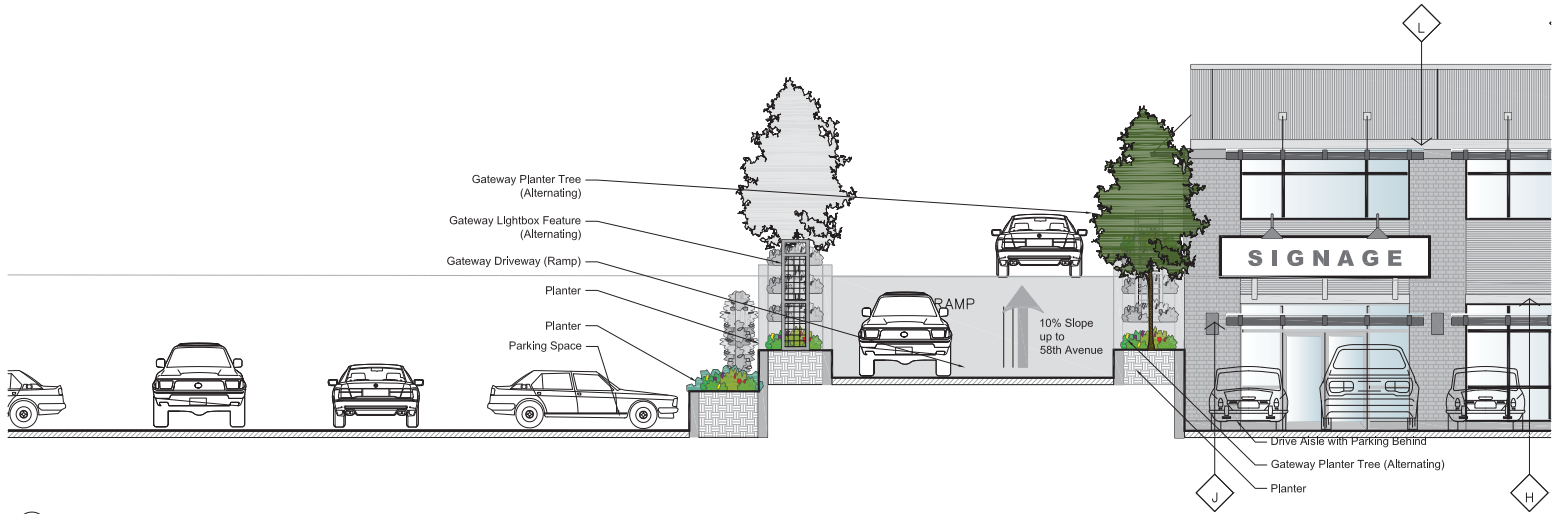 L
Gateway Planter Tree
(Alternating)
Gateway LIghtbox Feature
(Alternating)
Gateway Driveway (Ramp)
Planter
Planter
Parking Space
RAMP
10% Slope
up to
58th Avenue
SIGNAGE
Drive Aisle with Parking Behind
Gateway Planter Tree (Alternating)
Planter
J
H